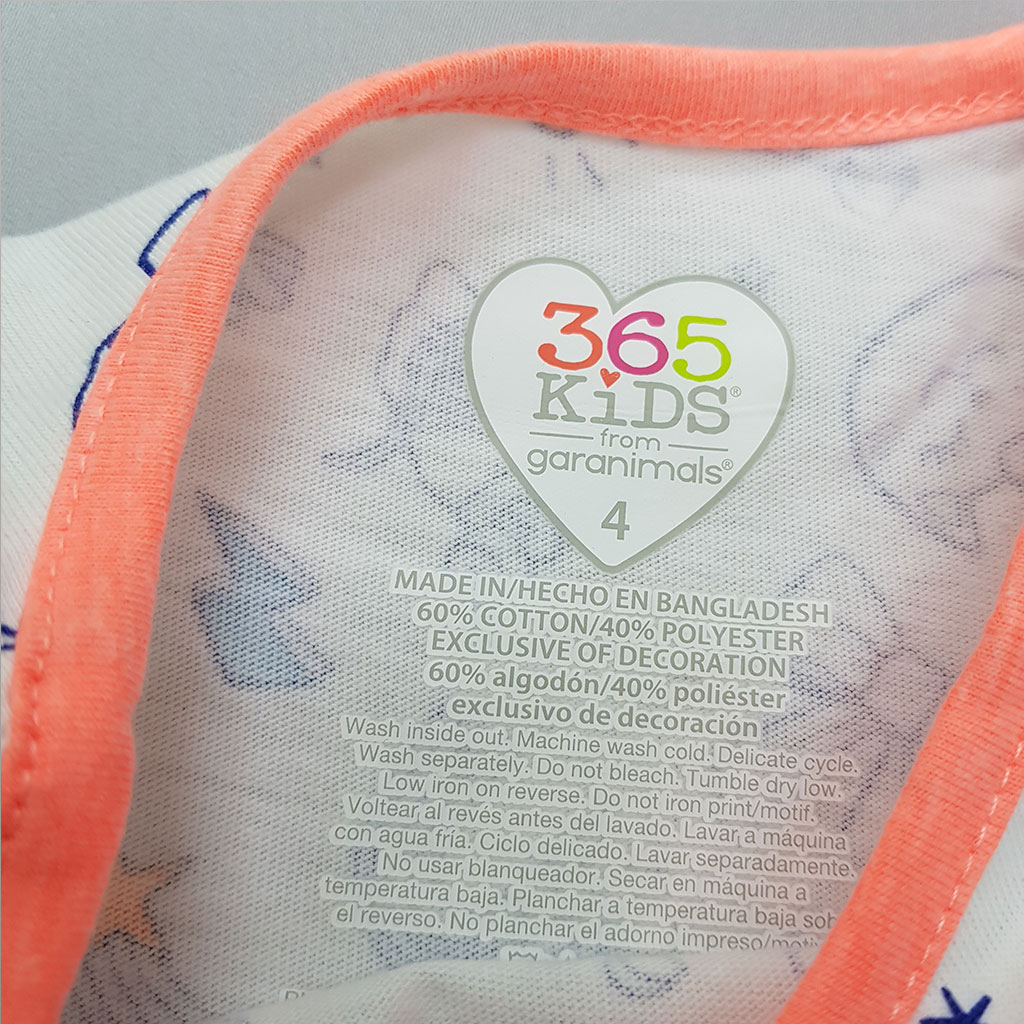 365
KiDS®
from
garanimals®
4
MADE IN/HECHO EN BANGLADESH
60% COTTON/40% POLYESTER
EXCLUSIVE OF DECORATION
60% algodón/40% poliéster
exclusivo de decoración
Wash inside out. Machine wash cold. Delicate cycle.
Wash separately. Do not bleach. Tumble dry low.
Low iron on reverse. Do not iron print/motif.
Voltear al revés antes del lavado. Lavar a máquina
con agua fría. Ciclo delicado. Lavar separadamente.
No usar blanqueador. Secar en máquina a
temperatura baja. Planchar a temperatura baja
el reverso. No planchar el adorno